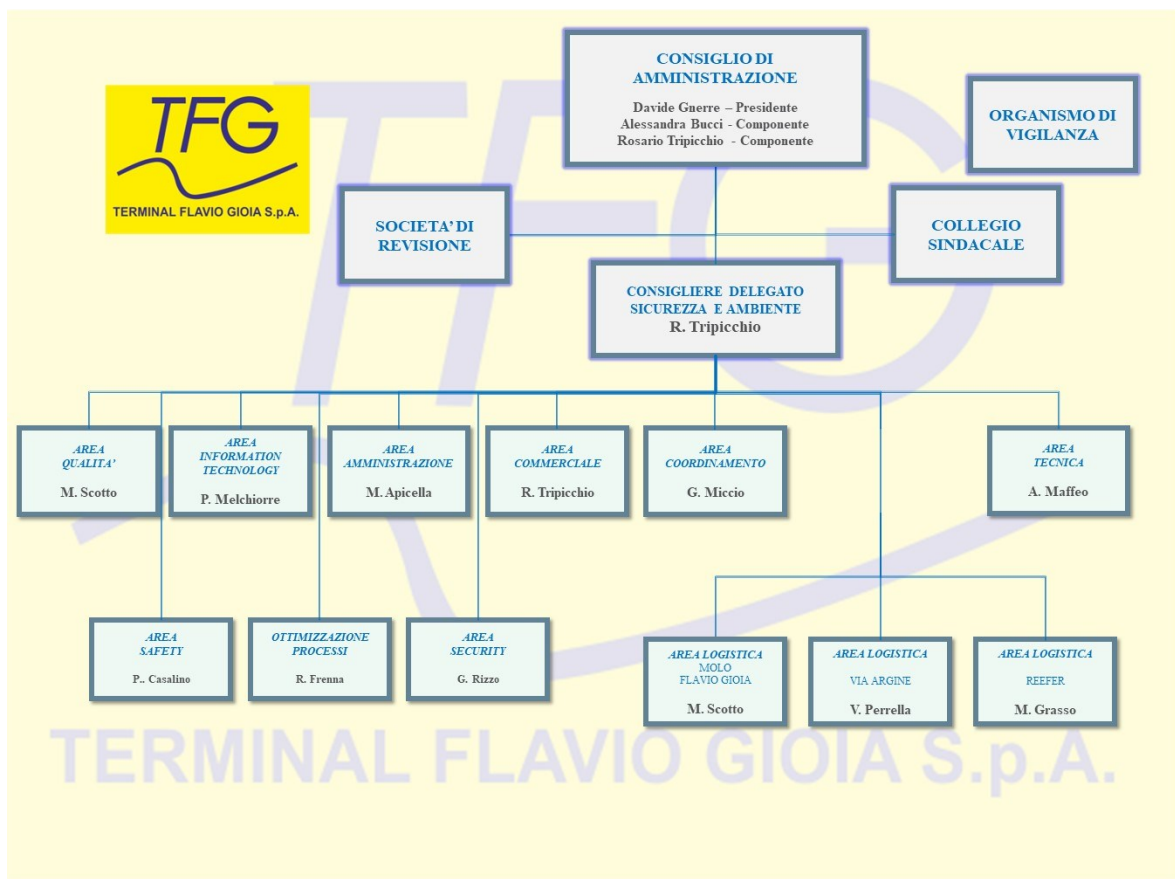 CONSIGLIO DI
AMMINISTRAZIONE
Davide Gnerre – Presidente
Alessandra Bucci - Componente
Rosario Tripicchio - Componente
ORGANISMO DI
VIGILANZA
TFG
TERMINAL FLAVIO GIOIA S.p.A.
SOCIETA’ DI
REVISIONE
COLLEGIO
SINDACALE
CONSIGLIERE DELEGATO
SICUREZZA E AMBIENTE
R. Tripicchio
AREA
QUALITA’
M. Scotto
AREA
INFORMATION
TECHNOLOGY
P. Melchiorre
AREA
AMMINISTRAZIONE
M. Apicella
AREA
COMMERCIALE
R. Tripicchio
AREA
COORDINAMENTO
G. Miccio
AREA
TECNICA
A. Maffeo
AREA
SAFETY
P.. Casalino
OTTIMIZZAZIONE
PROCESSI
R. Frenna
AREA
SECURITY
G. Rizzo
AREA LOGISTICA
MOLO
FLAVIO GIOIA
M. Scotto
AREA LOGISTICA
VIA ARGINE
V. Perrella
AREA LOGISTICA
REEFER
M. Grasso
TFG
TERMINAL FLAVIO GIOIA S.p.A.